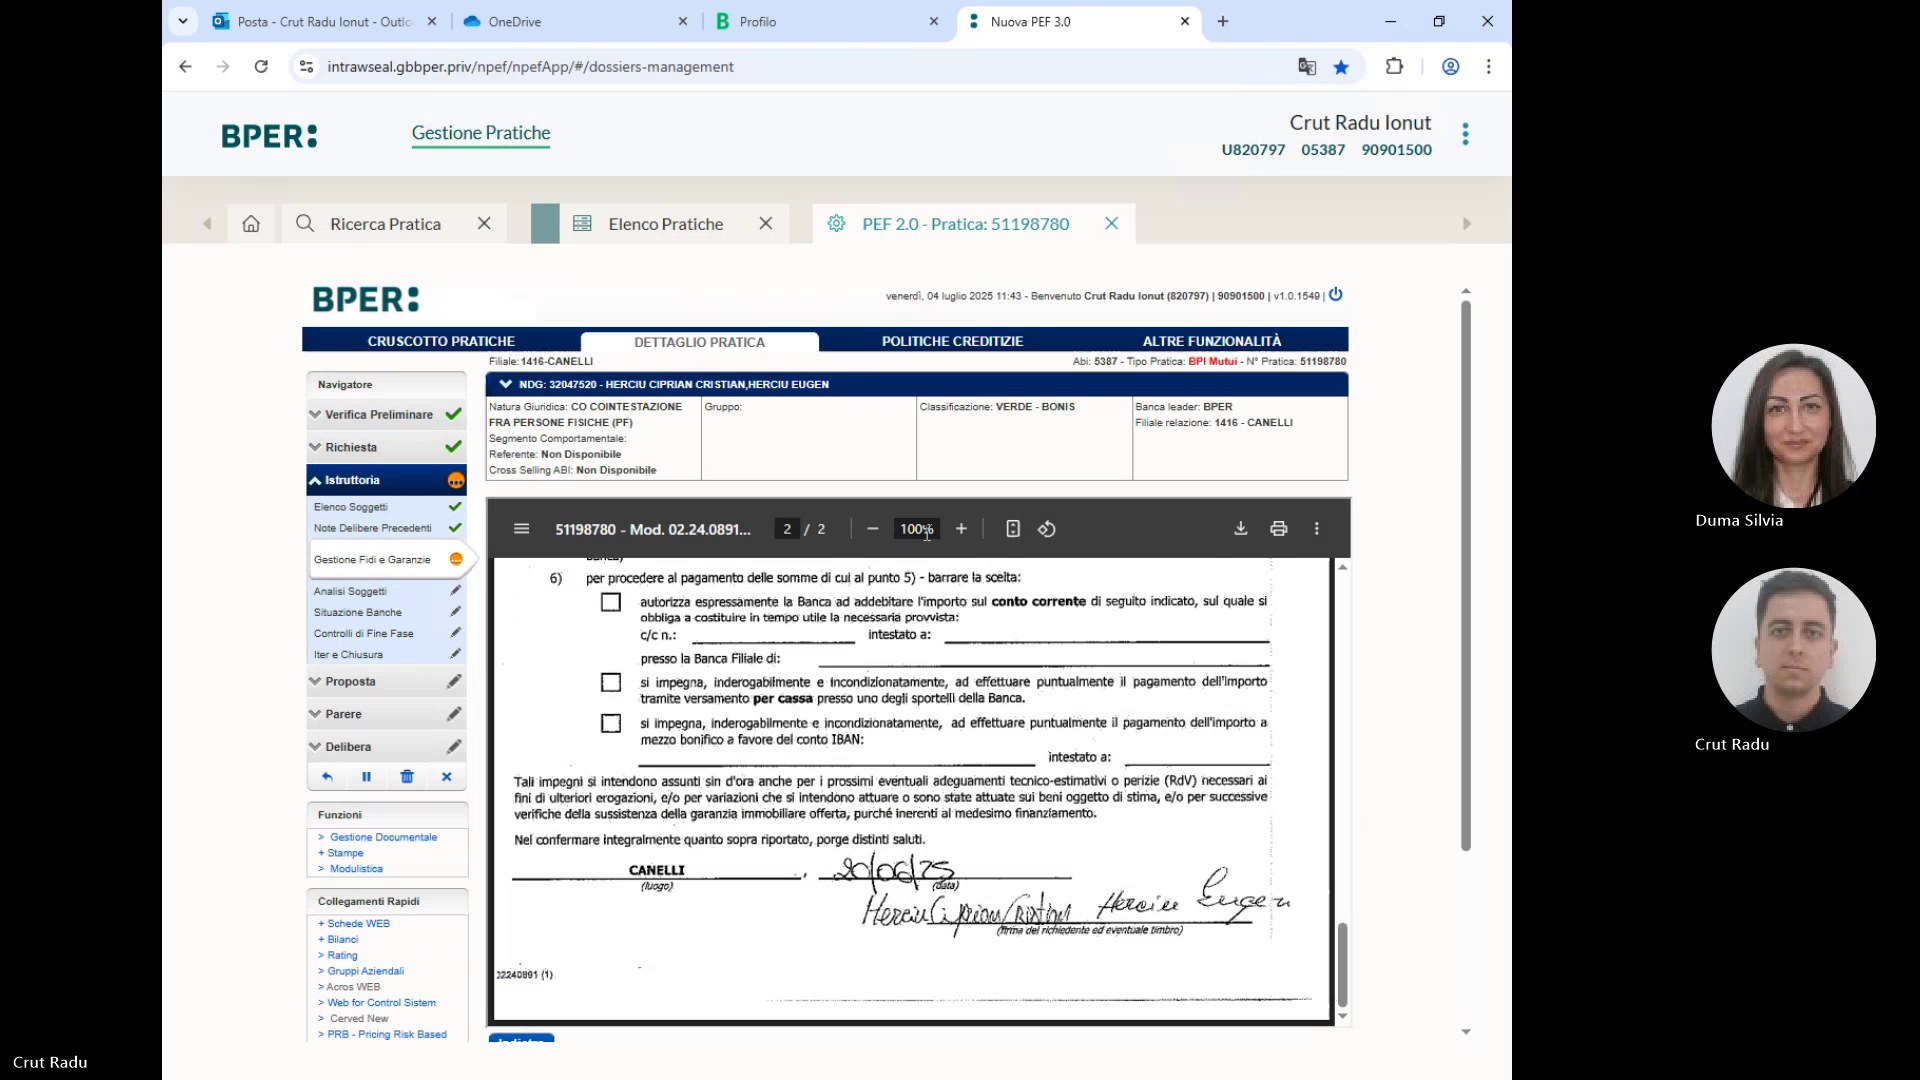 Posta - Crut Radu Ionut - Outlo
OneDrive
Profilo
Nuova PEF 3.0
intrawseal.gbbper.priv/npef/npefApp/#/dossiers-management
BPER:
Gestione Pratiche
Crut Radu Ionut
U820797 05387 90901500
Ricerca Pratica
Elenco Pratiche
PEF 2.0 - Pratica: 51198780
BPER:
venerdì, 04 luglio 2025 11:43 - Benvenuto Crut Radu Ionut (820797) | 90901500 | v1.0.1549 |
CRUSCOTTO PRATICHE
DETTAGLIO PRATICA
POLITICHE CREDITIZIE
ALTRE FUNZIONALITÀ
Filiale: 1416-CANELLI
Abi: 5387 - Tipo Pratica: BPI Mutui - N° Pratica: 51198780
NDG: 32047520 - HERCIU CIPRIAN CRISTIAN,HERCIU EUGEN
Natura Giuridica: CO COINTESTAZIONE
FRA PERSONE FISICHE (PF)
Segmento Comportamentale:
Referente: Non Disponibile
Cross Selling ABI: Non Disponibile
Gruppo:
Classificazione: VERDE - BONIS
Banca leader: BPER
Filiale relazione: 1416 - CANELLI
Navigatore
Verifica Preliminare
Richiesta
Istruttoria
Elenco Soggetti
Note Delibere Precedenti
Gestione Fidi e Garanzie
Analisi Soggetti
Situazione Banche
Controlli di Fine Fase
Iter e Chiusura
Proposta
Parere
Delibera
Funzioni
> Gestione Documentale
+ Stampe
> Modulistica
Collegamenti Rapidi
+ Schede WEB
+ Bilanci
> Rating
> Gruppi Aziendali
> Acros WEB
> Web for Control Sistem
> Cerved New
> PRB - Pricing Risk Based
51198780 - Mod. 02.24.0891...
2 / 2
100%
6) per procedere al pagamento delle somme di cui al punto 5) - barrare la scelta:
autorizza espressamente la Banca ad addebitare l'importo sul conto corrente di seguito indicato, sul quale si
obbliga a costituire in tempo utile la necessaria provvista:
c/c n.: intestato a:
presso la Banca Filiale di:
si impegna, inderogabilmente e incondizionatamente, ad effettuare puntualmente il pagamento dell'importo
tramite versamento per cassa presso uno degli sportelli della Banca.
si impegna, inderogabilmente e incondizionatamente, ad effettuare puntualmente il pagamento dell'importo a
mezzo bonifico a favore del conto IBAN:
intestato a:
Tali impegni si intendono assunti sin d'ora anche per i prossimi eventuali adeguamenti tecnico-estimativi o perizie (RdV) necessari ai
fini di ulteriori erogazioni, e/o per variazioni che si intendono attuare o sono state attuate sui beni oggetto di stima, e/o per successive
verifiche della sussistenza della garanzia immobiliare offerta, purché inerenti al medesimo finanziamento.
Nel confermare integralmente quanto sopra riportato, porge distinti saluti.
CANELLI , 20/06/25
(luogo) (data)
Herciu Ciprian Cristian Herciu Eugen
(firma del richiedente ed eventuale timbro)
02240891 (1)
Duma Silvia
Crut Radu
Crut Radu